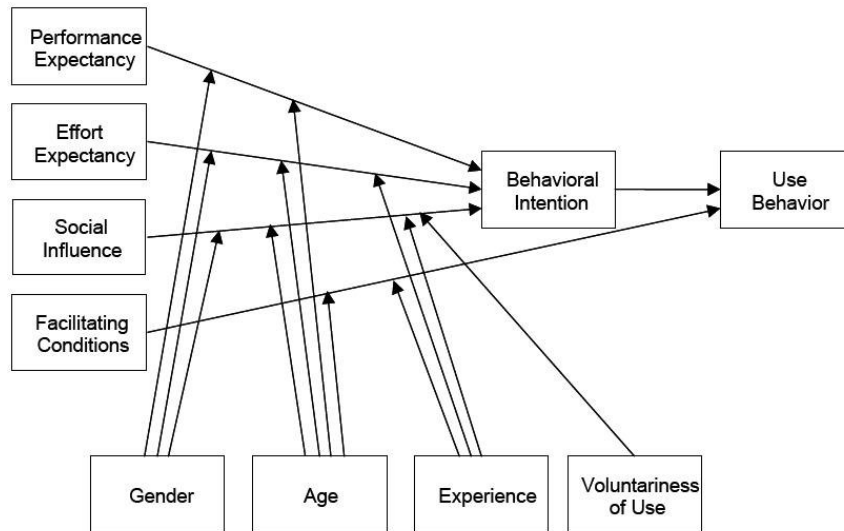 Performance
Expectancy
Effort
Expectancy
Social
Influence
Facilitating
Conditions
Behavioral
Intention
Use
Behavior
Gender
Age
Experience
Voluntariness
of Use